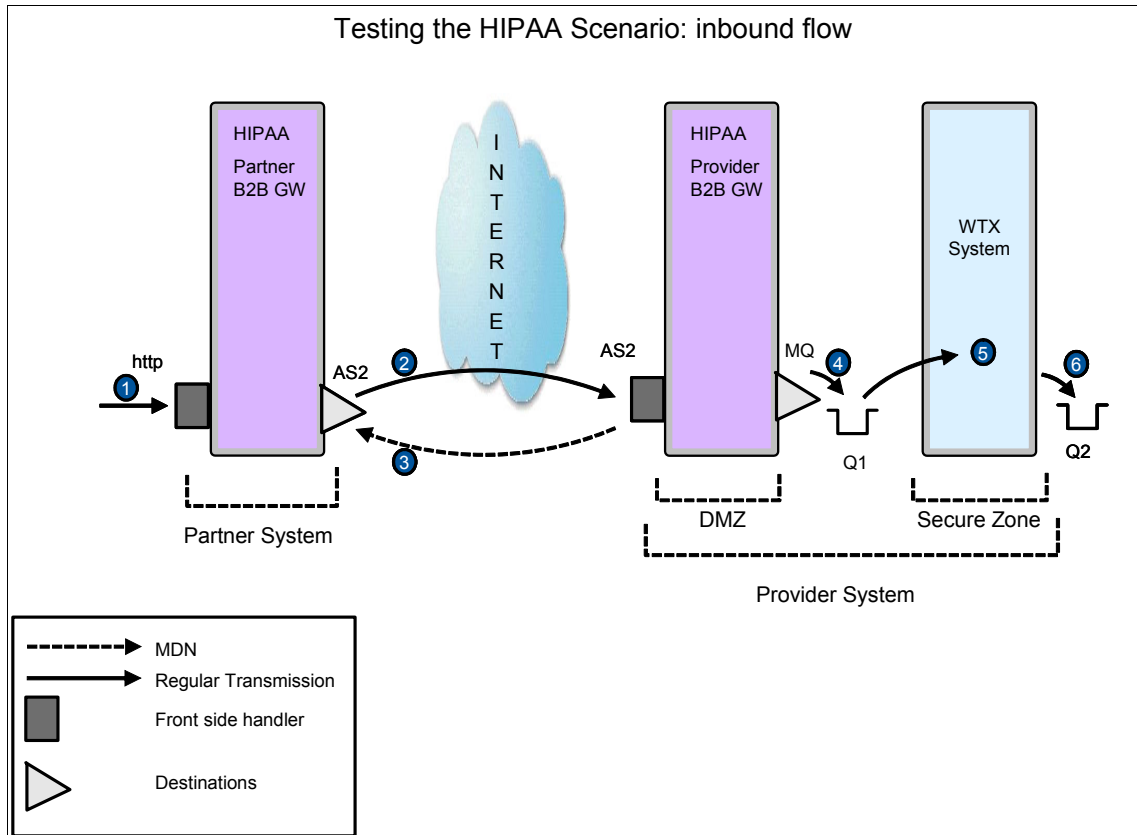 Testing the HIPAA Scenario: inbound flow
HIPAA
Partner
B2B GW
INTERNET
HIPAA
Provider
B2B GW
WTX
System
http
1
AS2
2
AS2
MQ
4
5
6
3
Q1
Q2
Partner System
DMZ
Secure Zone
Provider System
MDN
Regular Transmission
Front side handler
Destinations